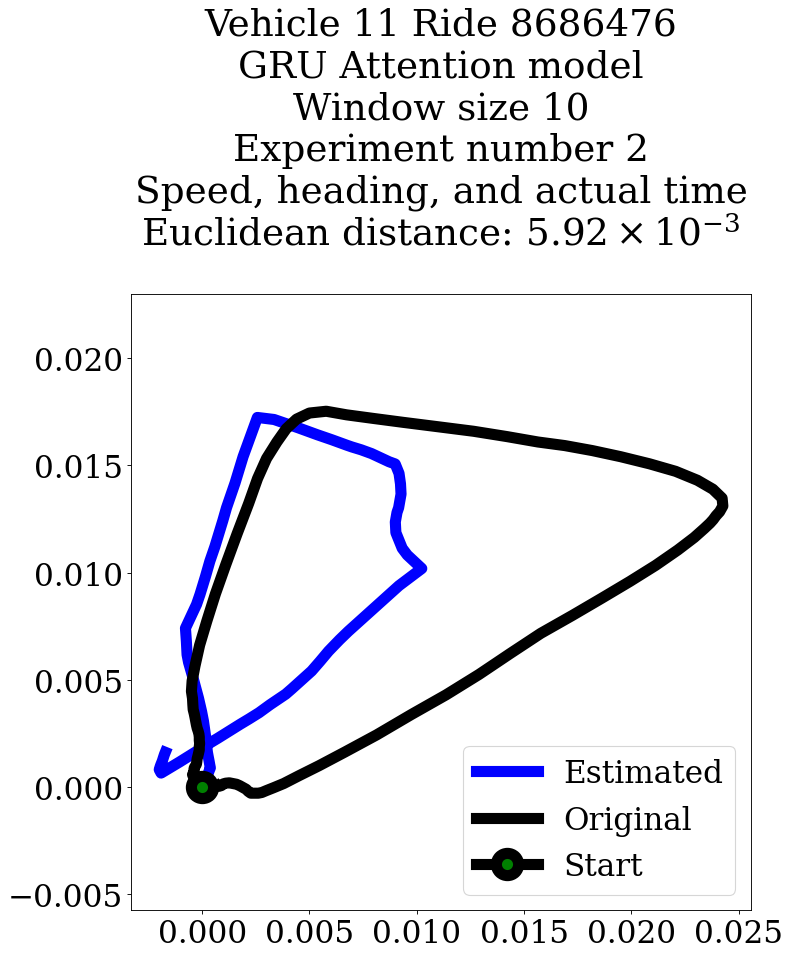 Vehicle 11 Ride 8686476
GRU Attention model
Window size 10
Experiment number 2
Speed, heading, and actual time
Euclidean distance: 5.92 × 10⁻³
0.020
0.015
0.010
0.005
0.000
−0.005
0.000 0.005 0.010 0.015 0.020 0.025
Estimated
Original
Start